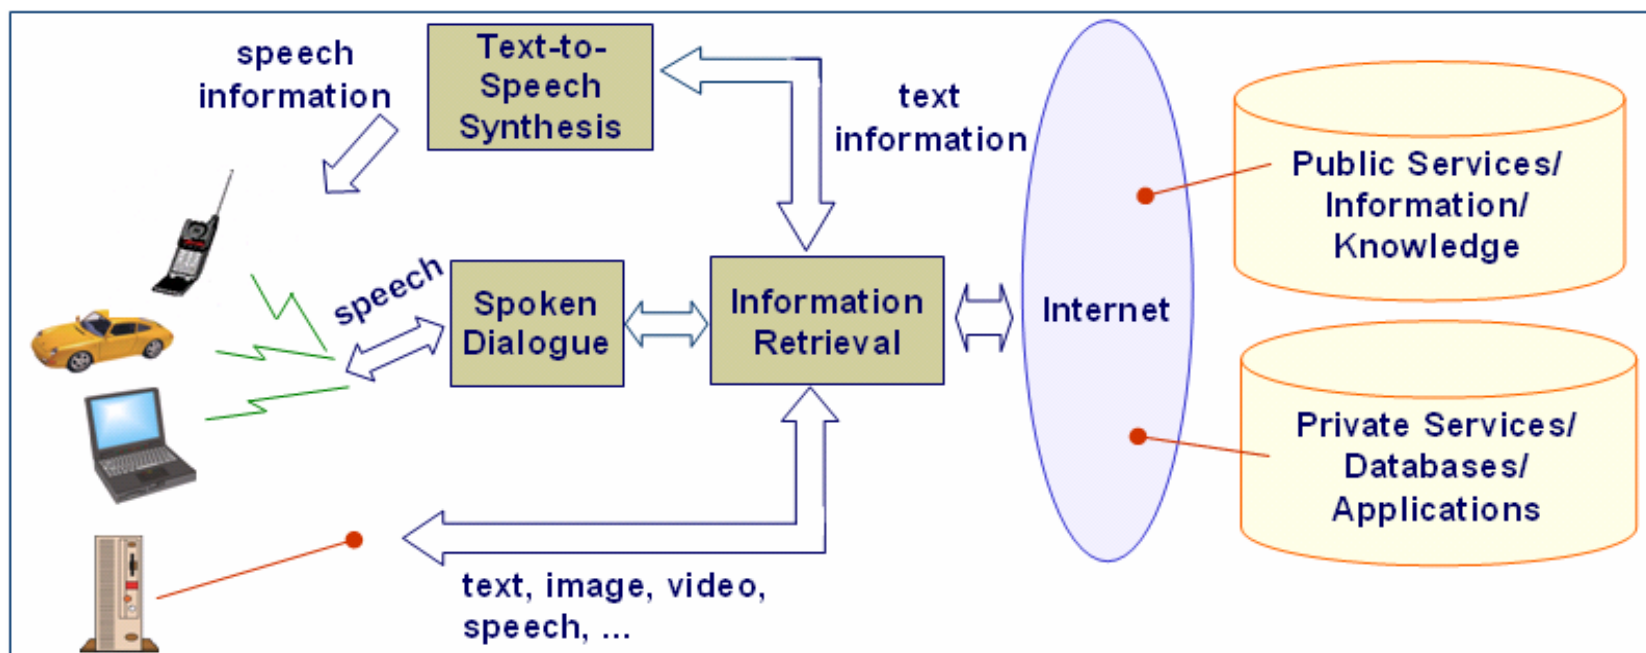 speech
information
Text-to-
Speech
Synthesis
text
information
Public Services/
Information/
Knowledge
speech
Spoken
Dialogue
Information
Retrieval
Internet
Private Services/
Databases/
Applications
text, image, video,
speech, ...